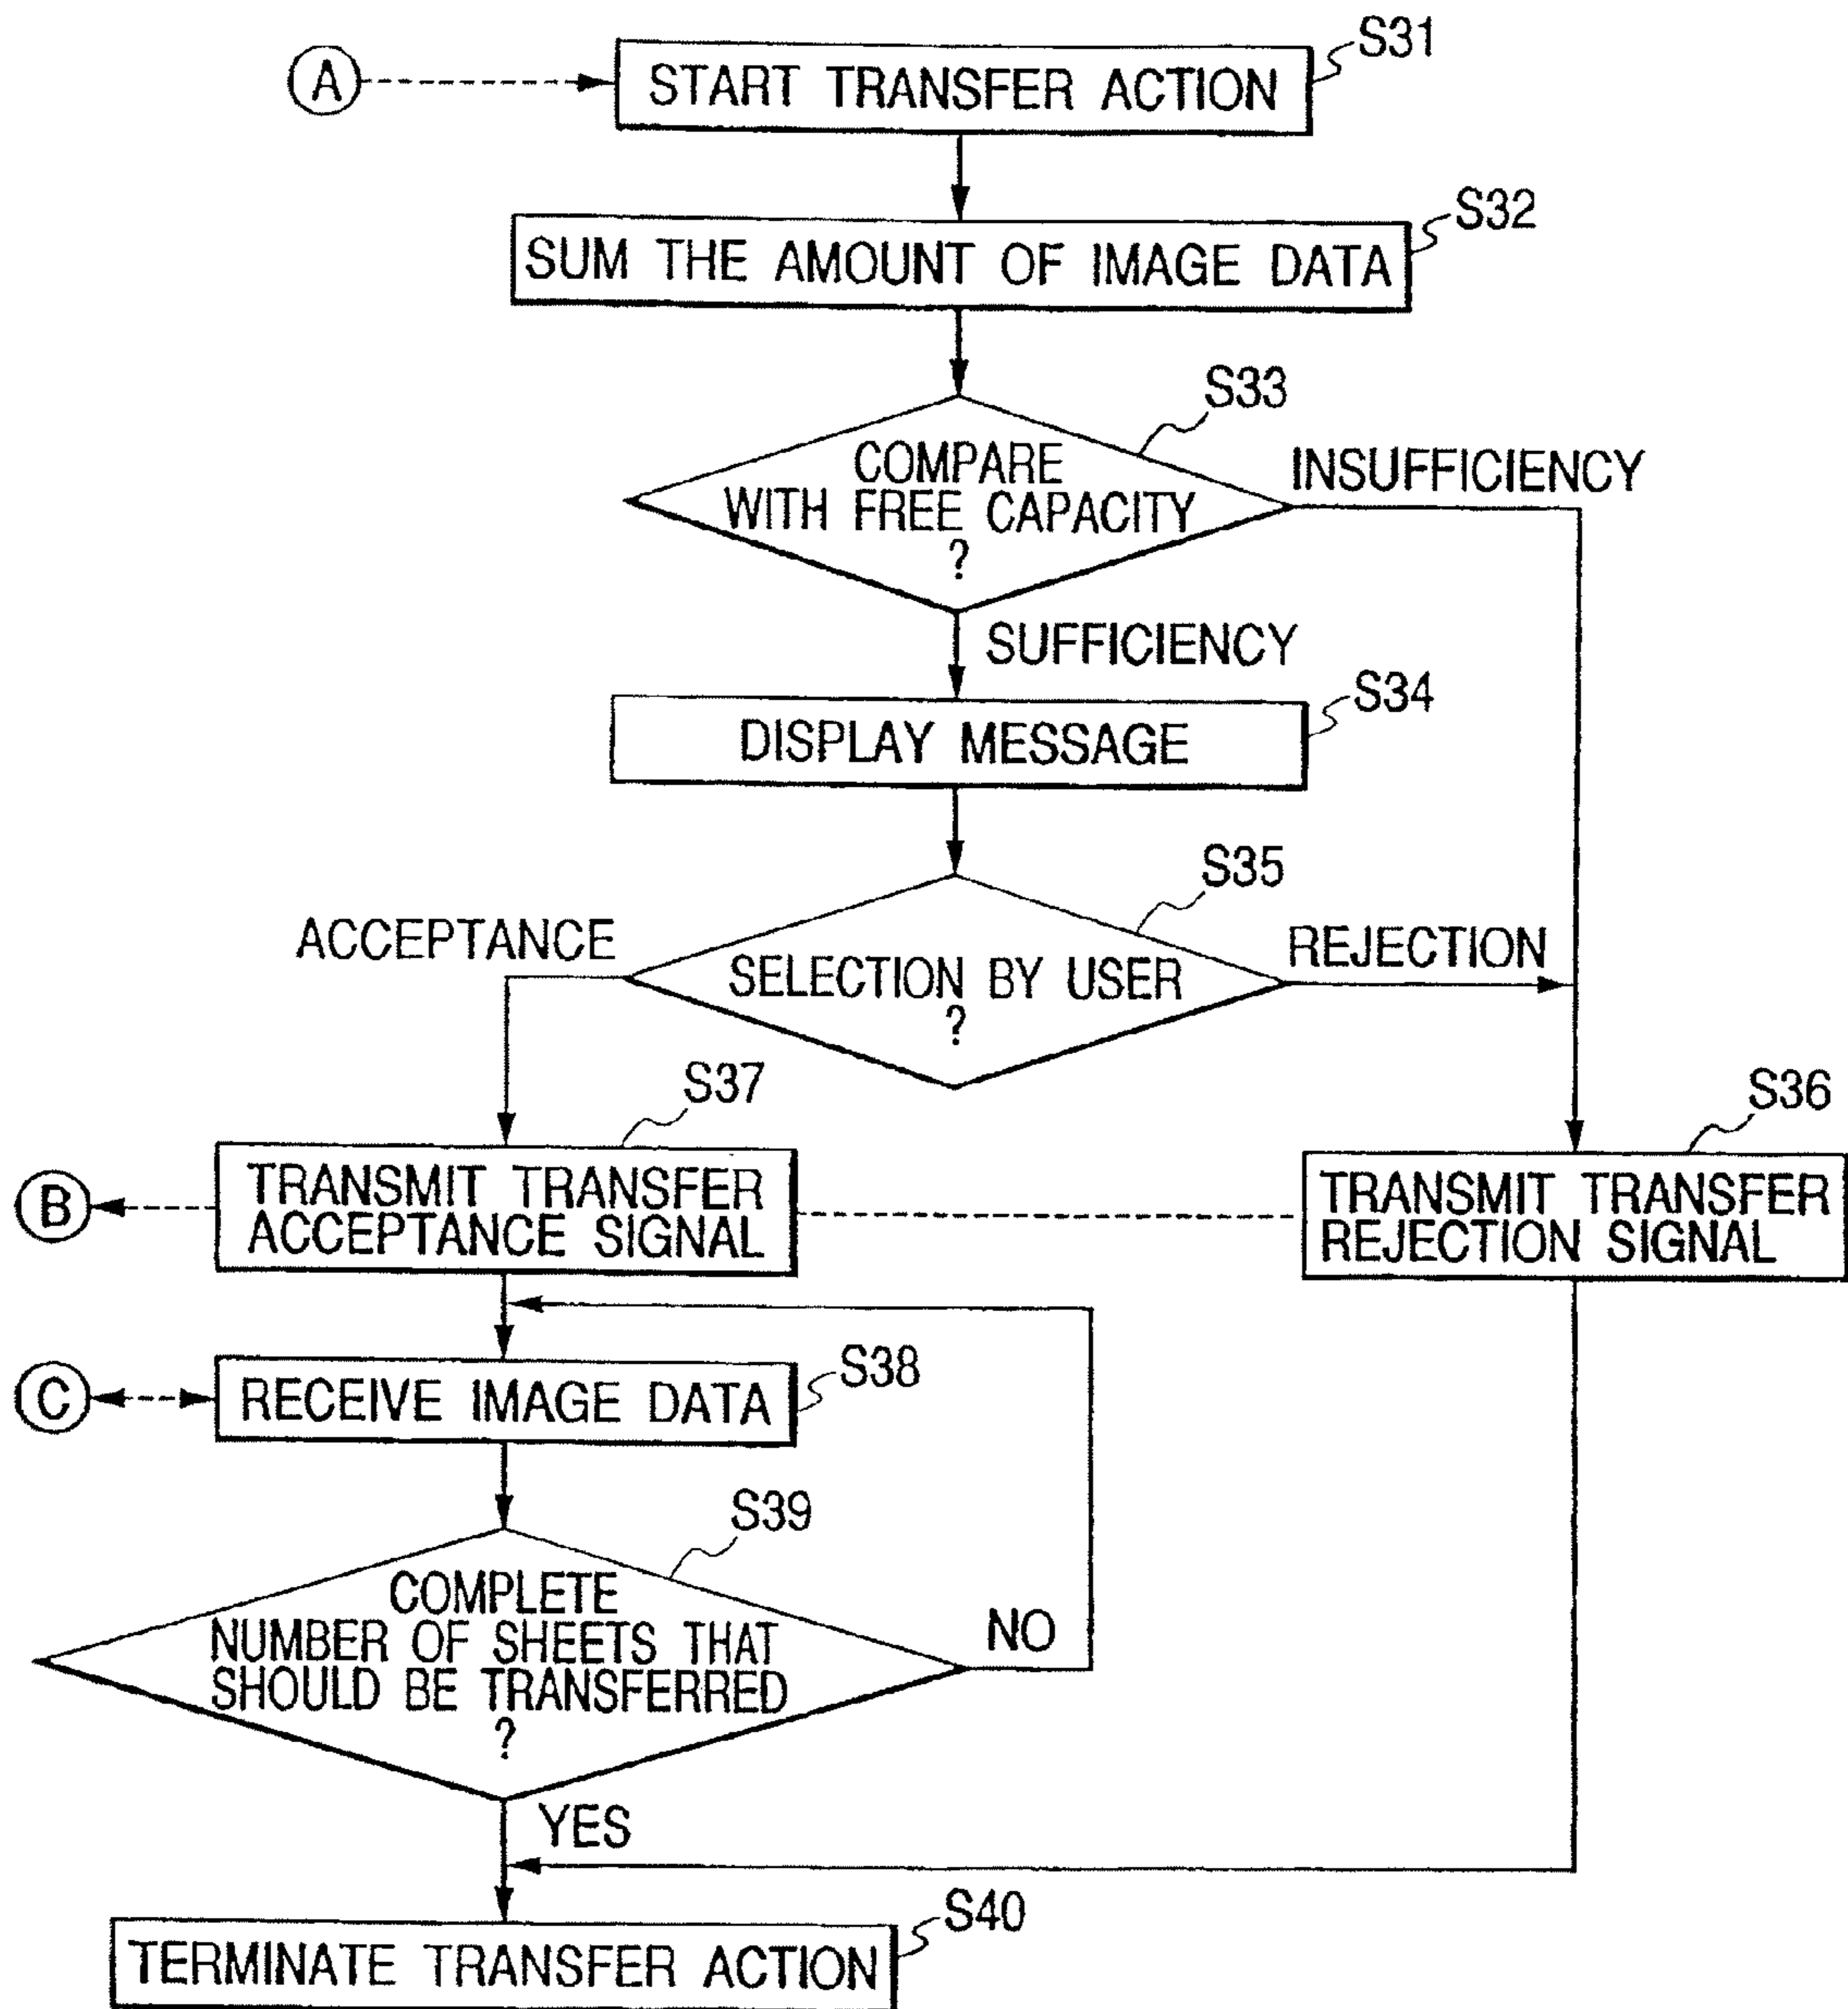 S31
A
START TRANSFER ACTION
S32
SUM THE AMOUNT OF IMAGE DATA
S33
COMPARE
WITH FREE CAPACITY
?
INSUFFICIENCY
SUFFICIENCY
S34
DISPLAY MESSAGE
S35
ACCEPTANCE
SELECTION BY USER
?
REJECTION
S37
S36
B
TRANSMIT TRANSFER
ACCEPTANCE SIGNAL
TRANSMIT TRANSFER
REJECTION SIGNAL
C
RECEIVE IMAGE DATA
S38
S39
COMPLETE
NUMBER OF SHEETS THAT
SHOULD BE TRANSFERRED
?
NO
YES
S40
TERMINATE TRANSFER ACTION